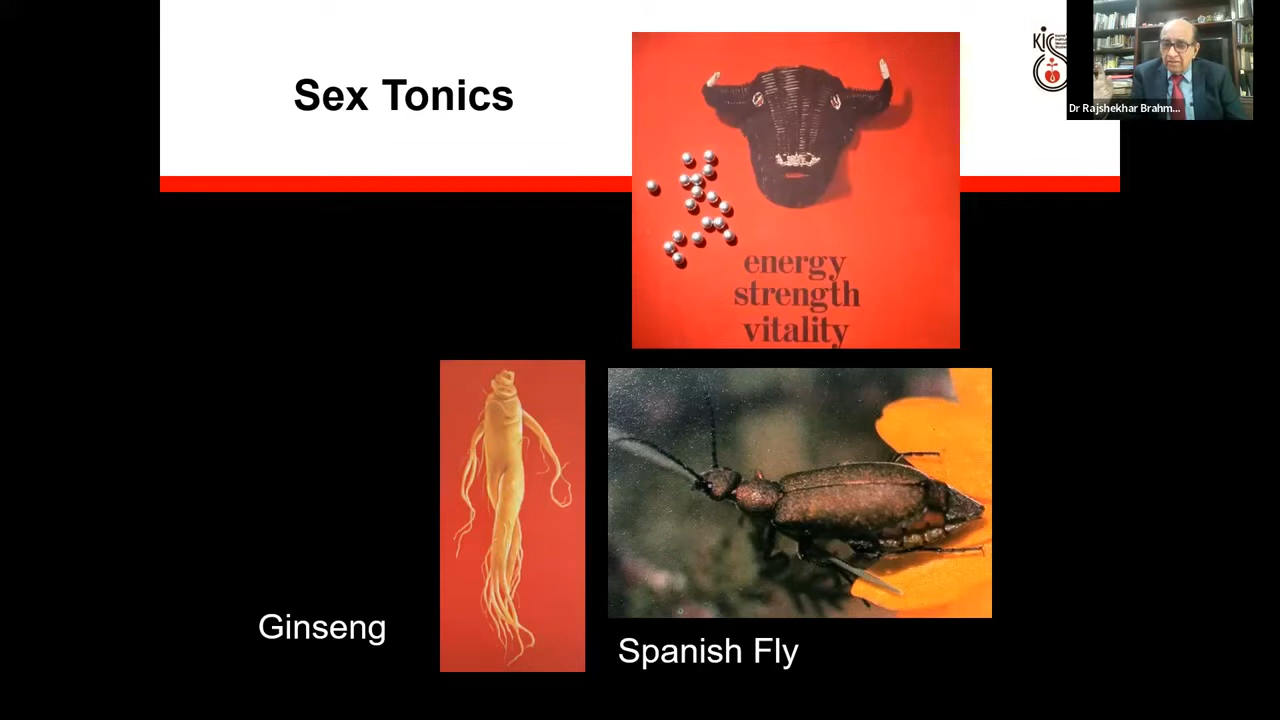 Sex Tonics
energy
strength
vitality
Ginseng
Spanish Fly
Dr Rajshekhar Brahm...